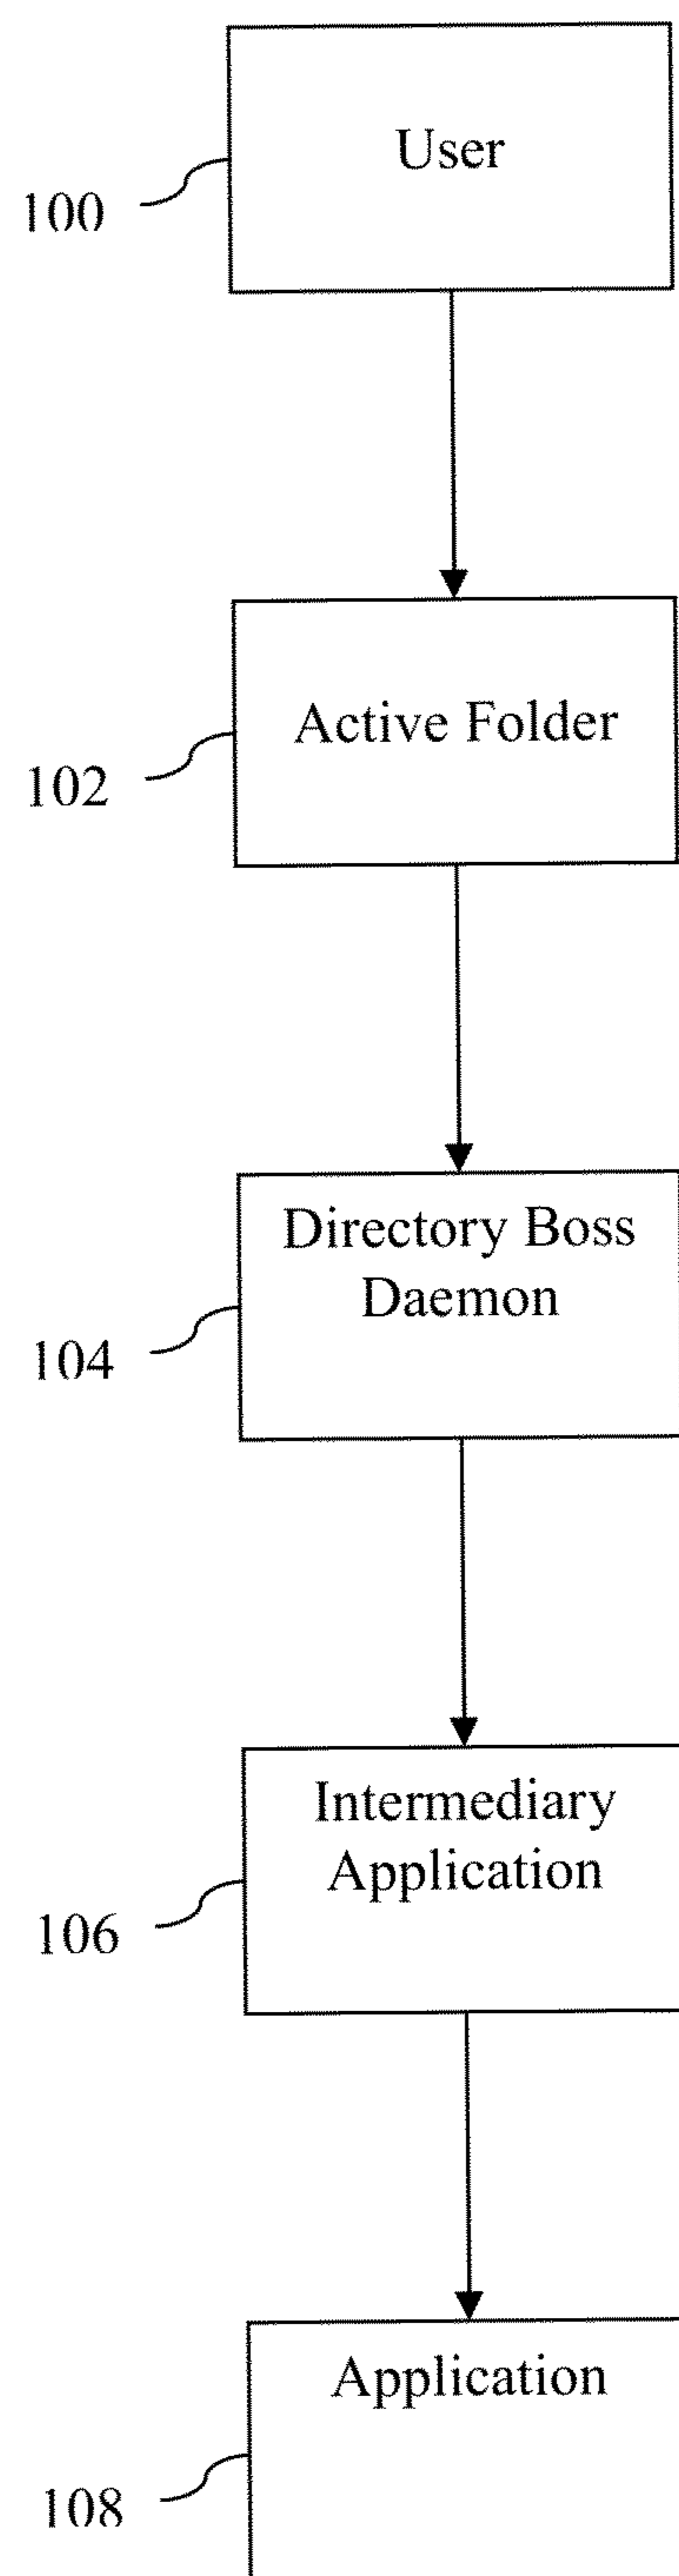 User
100
Active Folder
102
Directory Boss
Daemon
104
Intermediary
Application
106
Application
108